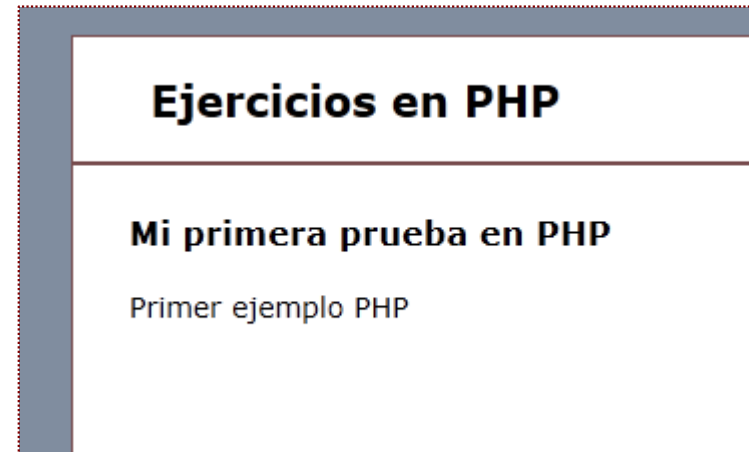 Ejercicios en PHP
Mi primera prueba en PHP
Primer ejemplo PHP